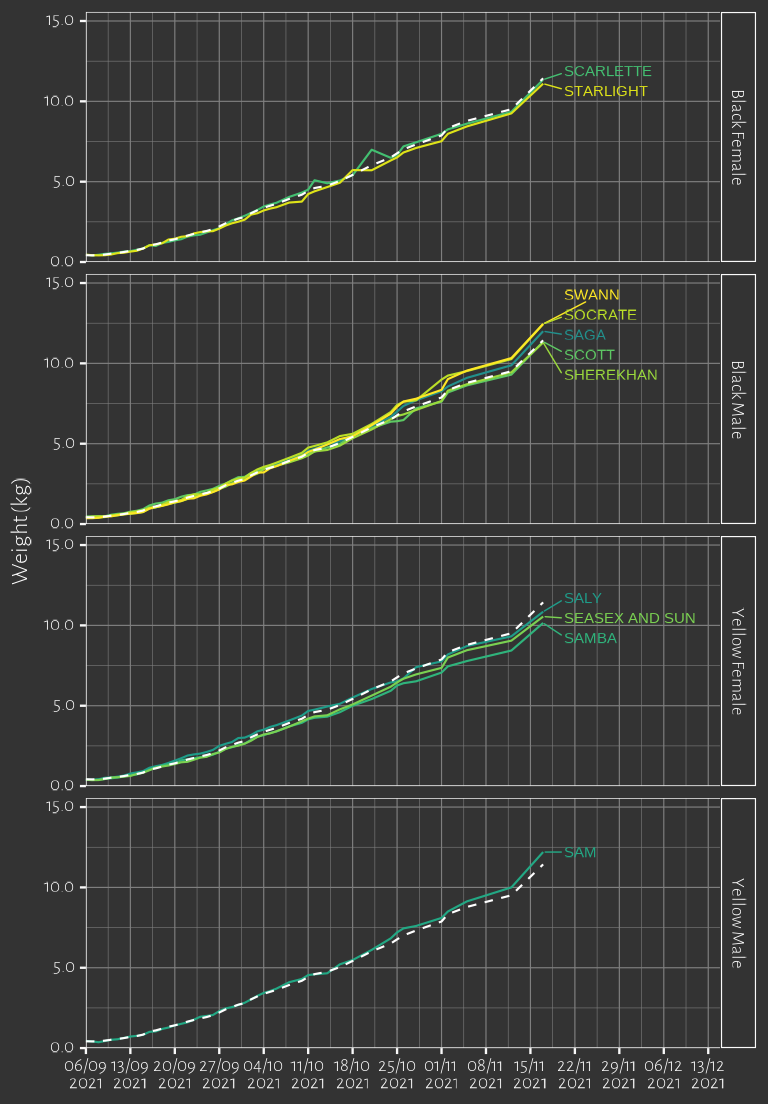 Weight (kg)
15.0
10.0
5.0
0.0
SCARLETTE
STARLIGHT
Black Female
15.0
10.0
5.0
0.0
SWANN
SOCRATE
SAGA
SCOTT
SHEREKHAN
Black Male
15.0
10.0
5.0
0.0
SALY
SEASEX AND SUN
SAMBA
Yellow Female
15.0
10.0
5.0
0.0
SAM
Yellow Male
06/09 13/09 20/09 27/09 04/10 11/10 18/10 25/10 01/11 08/11 15/11 22/11 29/11 06/12 13/12
2021 2021 2021 2021 2021 2021 2021 2021 2021 2021 2021 2021 2021 2021 2021